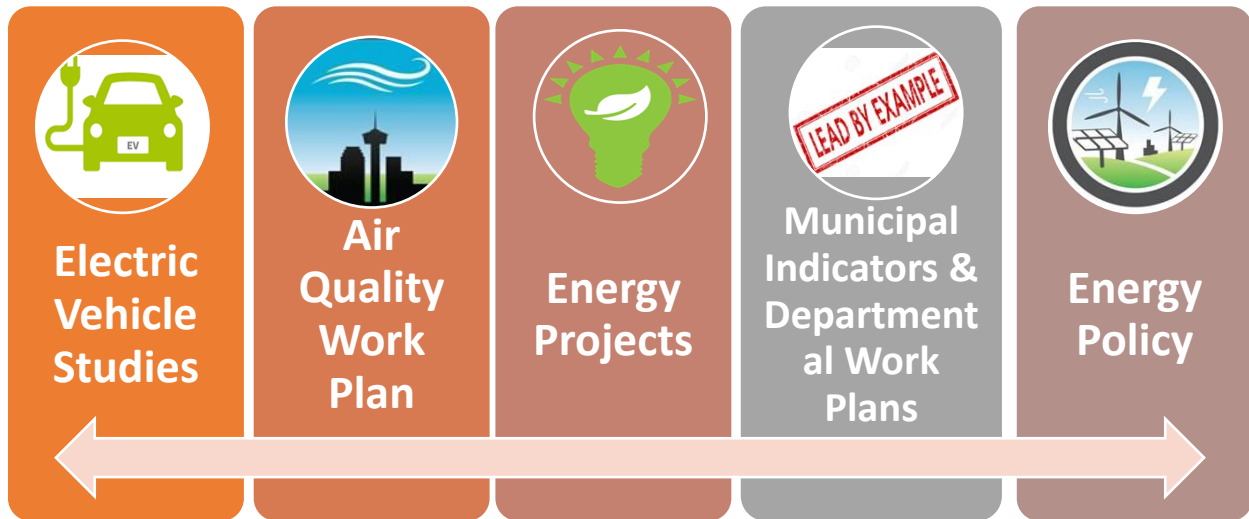 EV
Electric
Vehicle
Studies
Air
Quality
Work
Plan
Energy
Projects
LEAD BY EXAMPLE
Municipal
Indicators &
Department
al Work
Plans
Energy
Policy